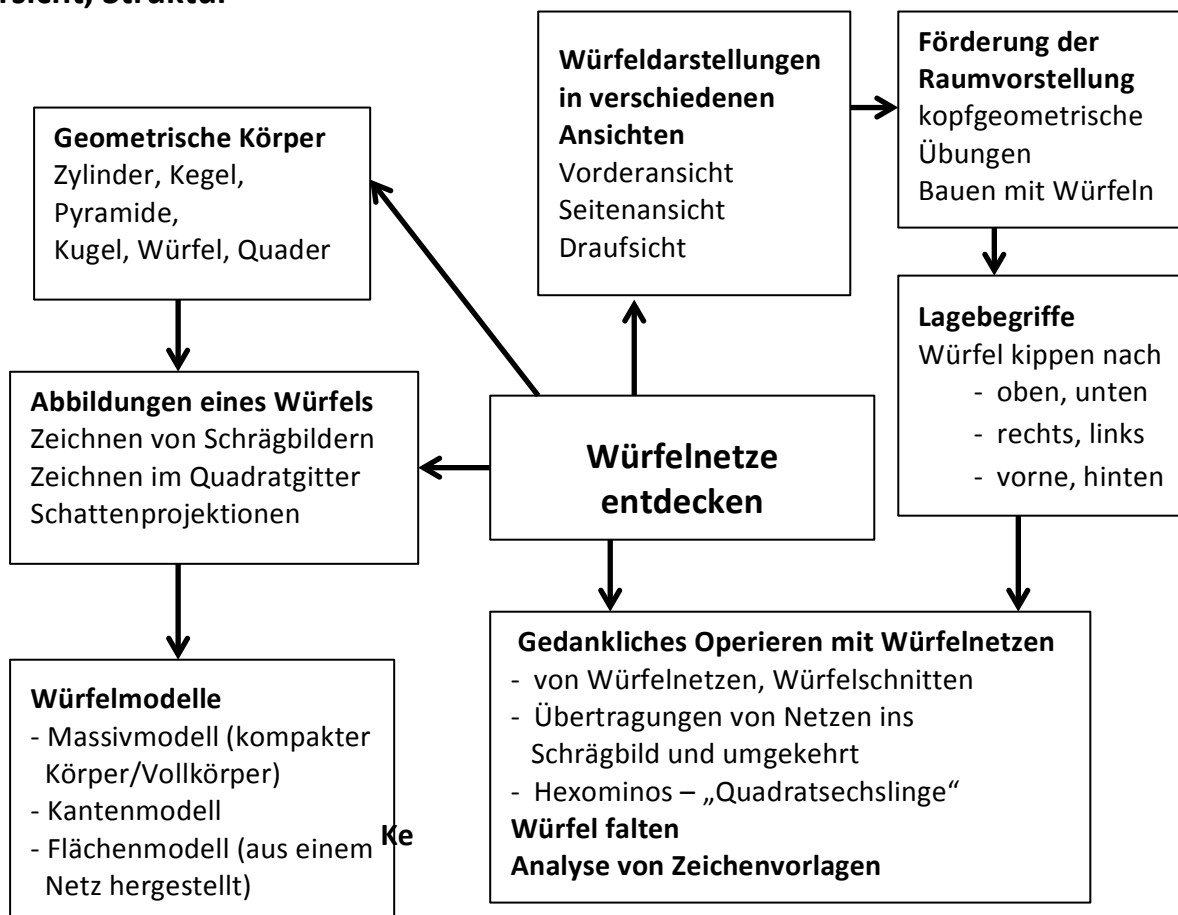 Geometrische Körper
Zylinder, Kegel,
Pyramide,
Kugel, Würfel, Quader
Würfeldarstellungen
in verschiedenen
Ansichten
Vorderansicht
Seitenansicht
Draufsicht
Förderung der
Raumvorstellung
kopfgeometrische
Übungen
Bauen mit Würfeln
Abbildungen eines Würfels
Zeichnen von Schrägbildern
Zeichnen im Quadratgitter
Schattenprojektionen
Würfelnetze
entdecken
Lagebegriffe
Würfel kippen nach
- oben, unten
- rechts, links
- vorne, hinten
Würfelmodelle
- Massivmodell (kompakter
Körper/Vollkörper)
- Kantenmodell
- Flächenmodell (aus einem
Netz hergestellt)
Ke
Gedankliches Operieren mit Würfelnetzen
- von Würfelnetzen, Würfelschnitten
- Übertragungen von Netzen ins
Schrägbild und umgekehrt
- Hexominos – „Quadratsechslinge“
Würfel falten
Analyse von Zeichenvorlagen